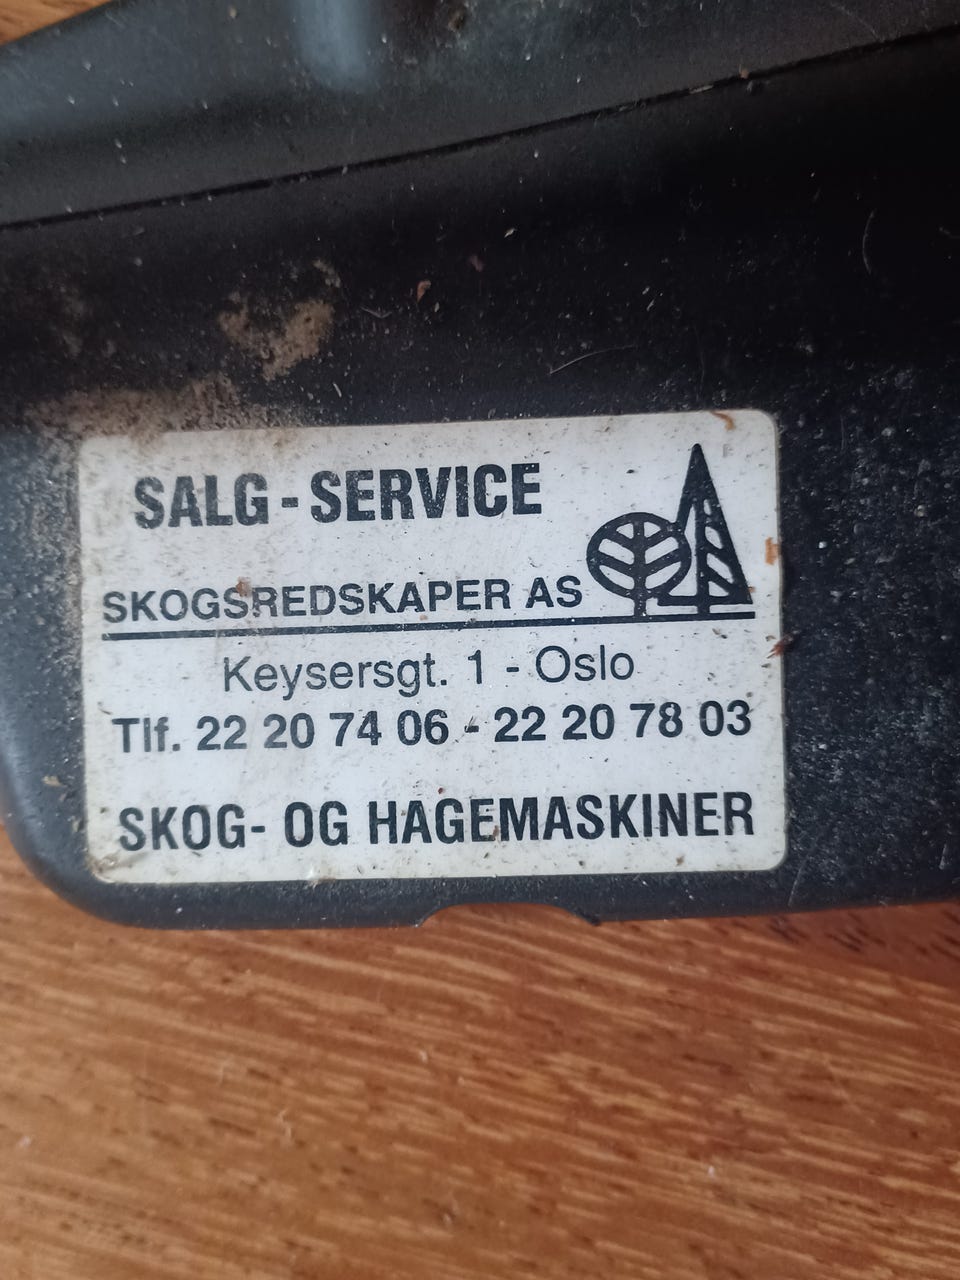 SALG - SERVICE
SKOGSREDSKAPER AS
Keysersgt. 1 - Oslo
Tlf. 22 20 74 06 - 22 20 78 03
SKOG- OG HAGEMASKINER